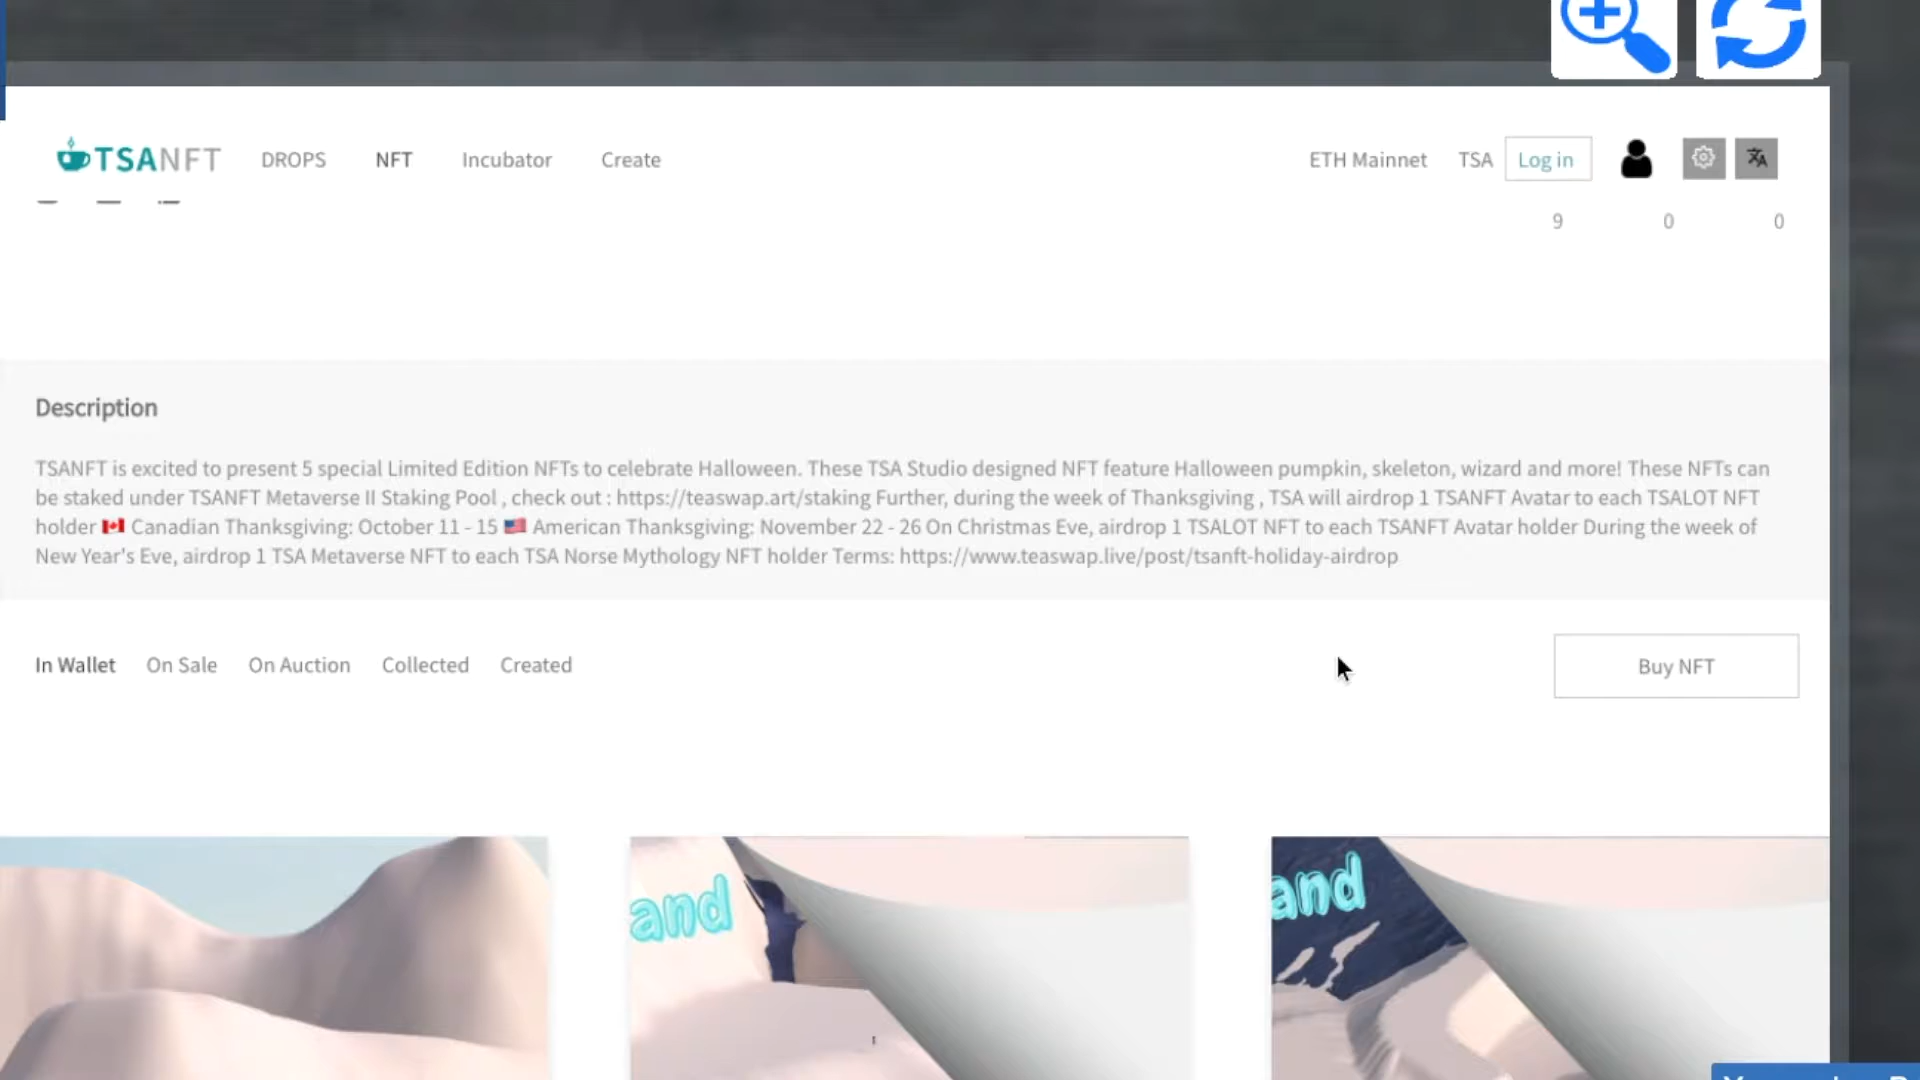 TSANFT DROPS NFT Incubator Create ETH Mainnet TSA Log in
9 0 0
Description
TSANFT is excited to present 5 special Limited Edition NFTs to celebrate Halloween. These TSA Studio designed NFT feature Halloween pumpkin, skeleton, wizard and more! These NFTs can
be staked under TSANFT Metaverse II Staking Pool , check out : https://teaswap.art/staking Further, during the week of Thanksgiving , TSA will airdrop 1 TSANFT Avatar to each TSALOT NFT
holder 🇨🇦 Canadian Thanksgiving: October 11 - 15 🇺🇸 American Thanksgiving: November 22 - 26 On Christmas Eve, airdrop 1 TSALOT NFT to each TSANFT Avatar holder During the week of
New Year's Eve, airdrop 1 TSA Metaverse NFT to each TSA Norse Mythology NFT holder Terms: https://www.teaswap.live/post/tsanft-holiday-airdrop
In Wallet On Sale On Auction Collected Created Buy NFT
and and